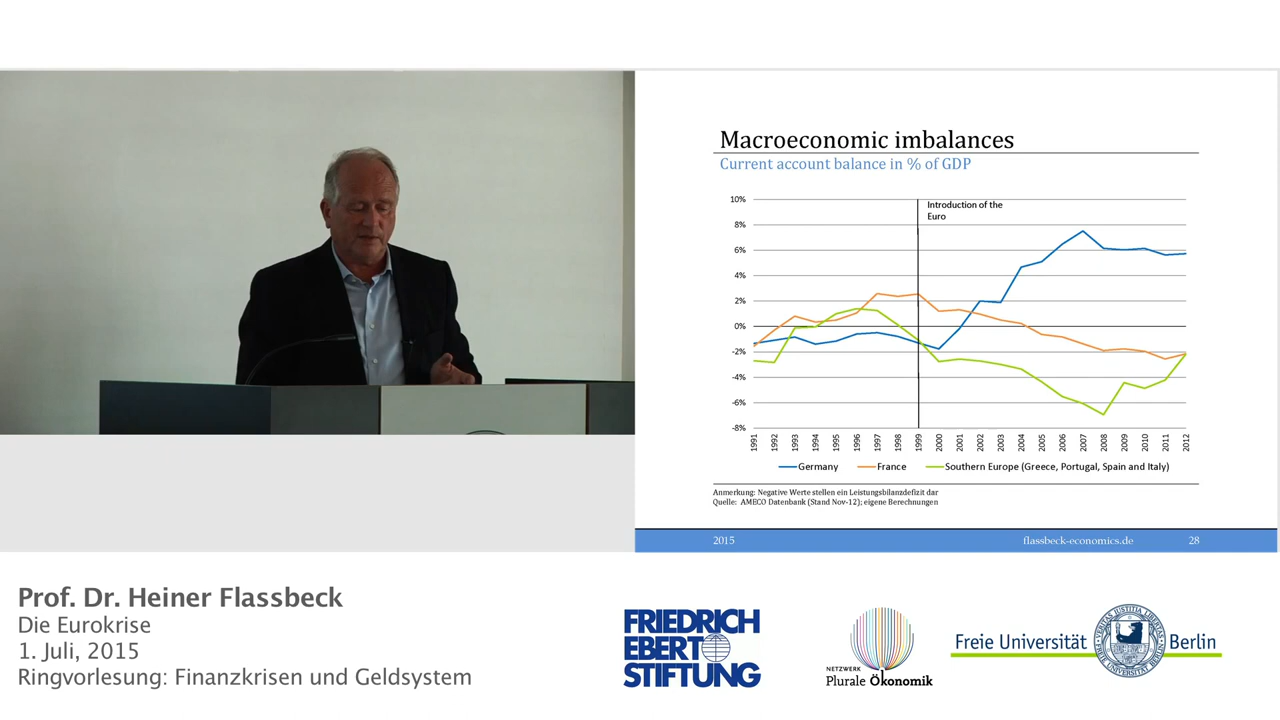 Macroeconomic imbalances
Current account balance in % of GDP
10%
8%
6%
4%
2%
0%
-2%
-4%
-6%
-8%
Introduction of the
Euro
1991 1992 1993 1994 1995 1996 1997 1998 1999 2000 2001 2002 2003 2004 2005 2006 2007 2008 2009 2010 2011 2012
Germany France Southern Europe (Greece, Portugal, Spain and Italy)
Anmerkung: Negative Werte stellen ein Leistungsbilanzdefizit dar
Quelle: AMECO Datenbank (Stand Nov-12); eigene Berechnungen
2015 flassbeck-economics.de 28
Prof. Dr. Heiner Flassbeck
Die Eurokrise
1. Juli, 2015
Ringvorlesung: Finanzkrisen und Geldsystem
FRIEDRICH
EBERT
STIFTUNG
NETZWERK
Plurale Ökonomik
Freie Universität Berlin